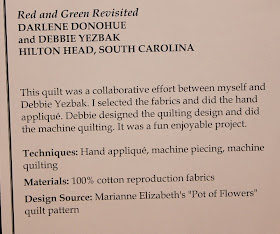 Red and Green Revisited
DARLENE DONOHUE
and DEBBIE YEZBAK
HILTON HEAD, SOUTH CAROLINA
This quilt was a collaborative effort between myself and
Debbie Yezbak. I selected the fabrics and did the hand
appliqué. Debbie designed the quilting design and did
the machine quilting. It was a fun enjoyable project.
Techniques: Hand appliqué, machine piecing, machine
quilting
Materials: 100% cotton reproduction fabrics
Design Source: Marianne Elizabeth's "Pot of Flowers"
quilt pattern